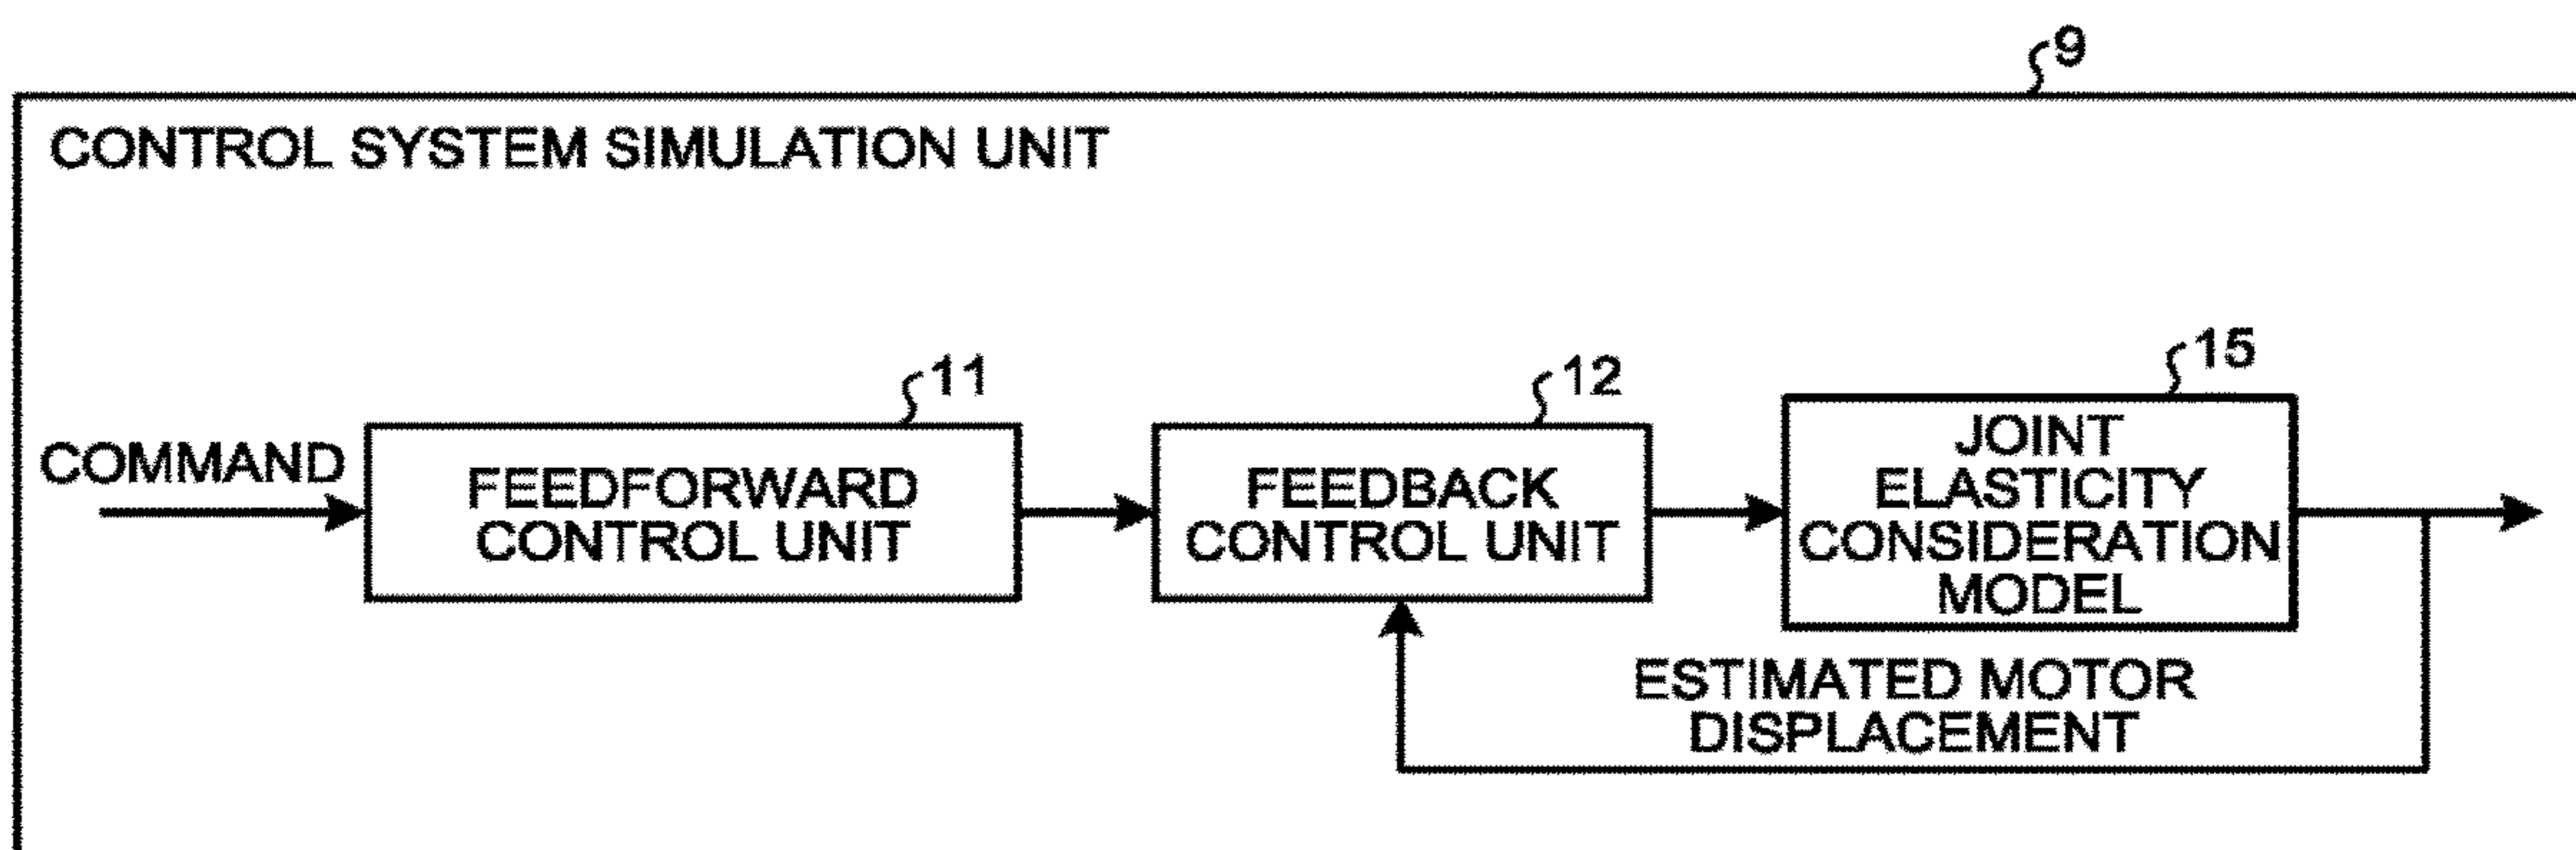 9
CONTROL SYSTEM SIMULATION UNIT
COMMAND
11
FEEDFORWARD
CONTROL UNIT
12
FEEDBACK
CONTROL UNIT
15
JOINT
ELASTICITY
CONSIDERATION
MODEL
ESTIMATED MOTOR
DISPLACEMENT